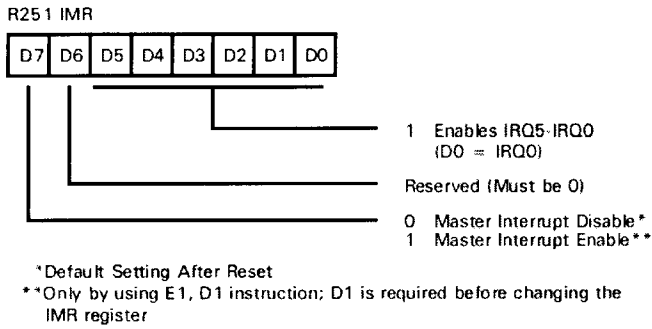 R251 IMR
D7 D6 D5 D4 D3 D2 D1 D0
1 Enables IRQ5-IRQ0
(D0 = IRQ0)
Reserved (Must be 0)
0 Master Interrupt Disable*
1 Master Interrupt Enable**
*Default Setting After Reset
**Only by using E1, D1 instruction; D1 is required before changing the
IMR register